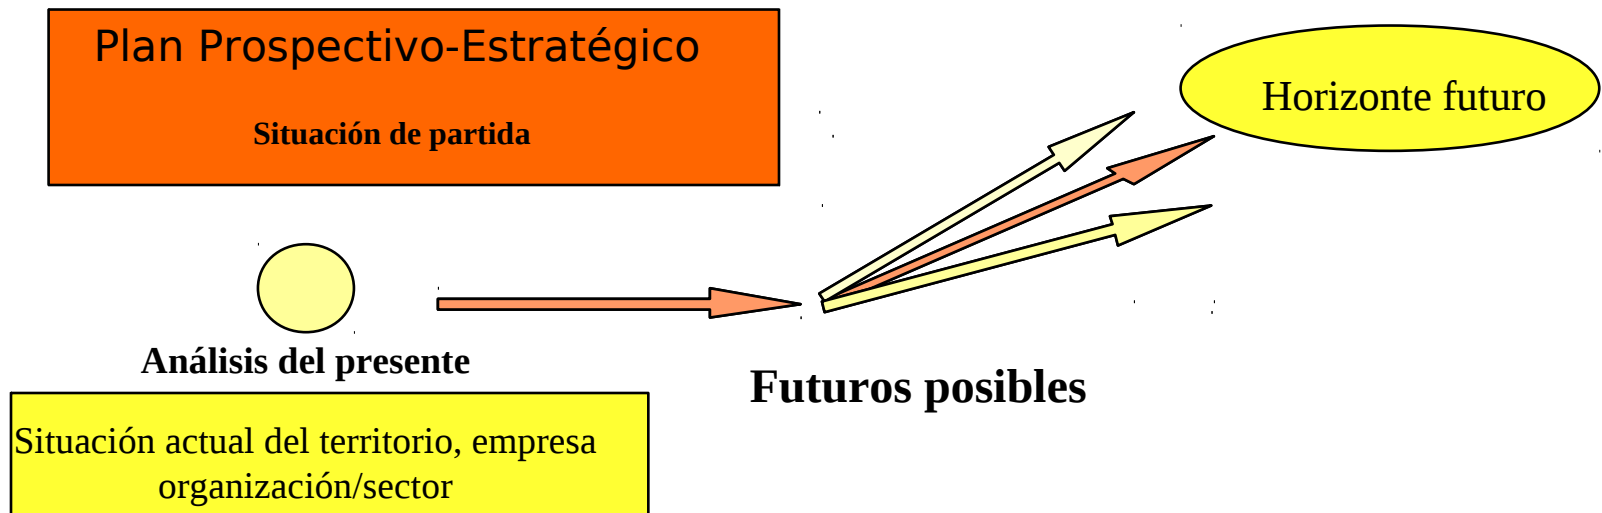 Plan Prospectivo-Estratégico
Situación de partida
Horizonte futuro
Análisis del presente
Futuros posibles
Situación actual del territorio, empresa
organización/sector